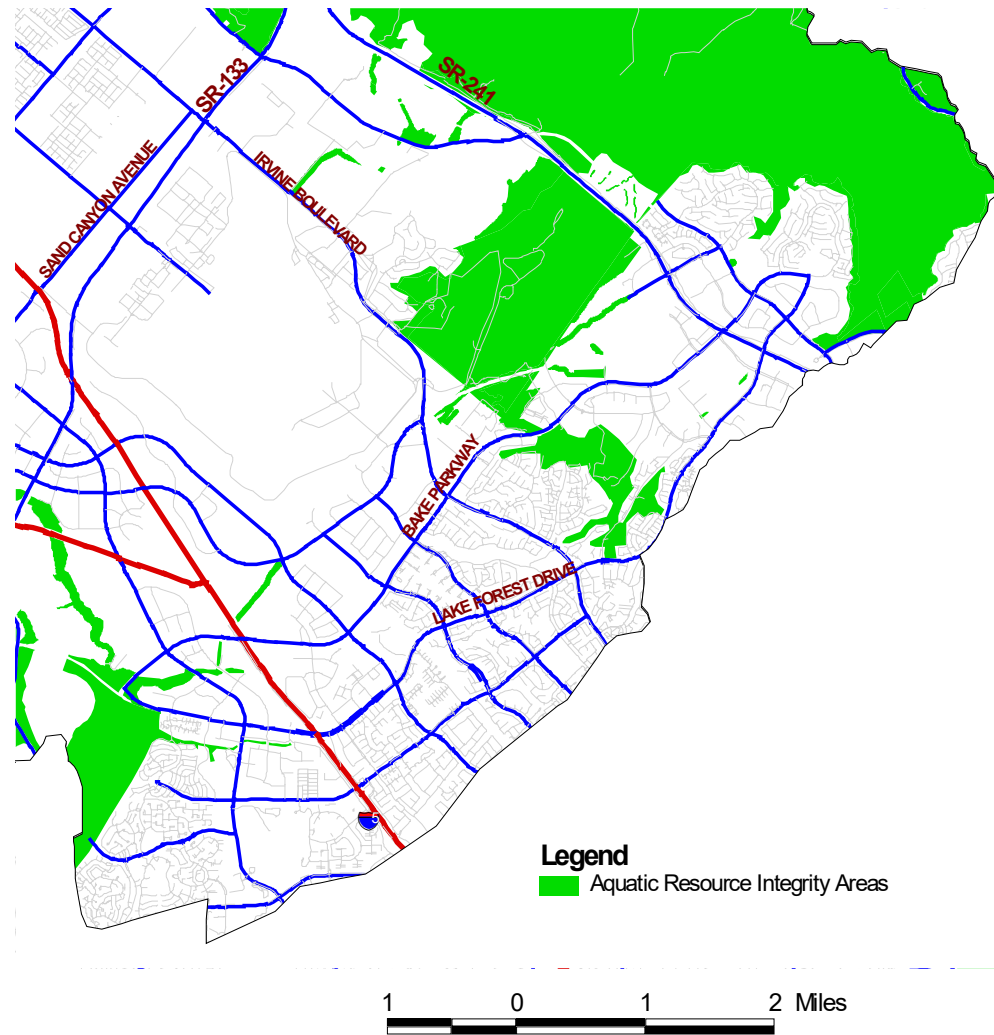 SR-133
SR-241
SAND CANYON AVENUE
IRVINE BOULEVARD
BAKE PARKWAY
LAKE FOREST DRIVE
5
Legend
Aquatic Resource Integrity Areas
1 0 1 2 Miles